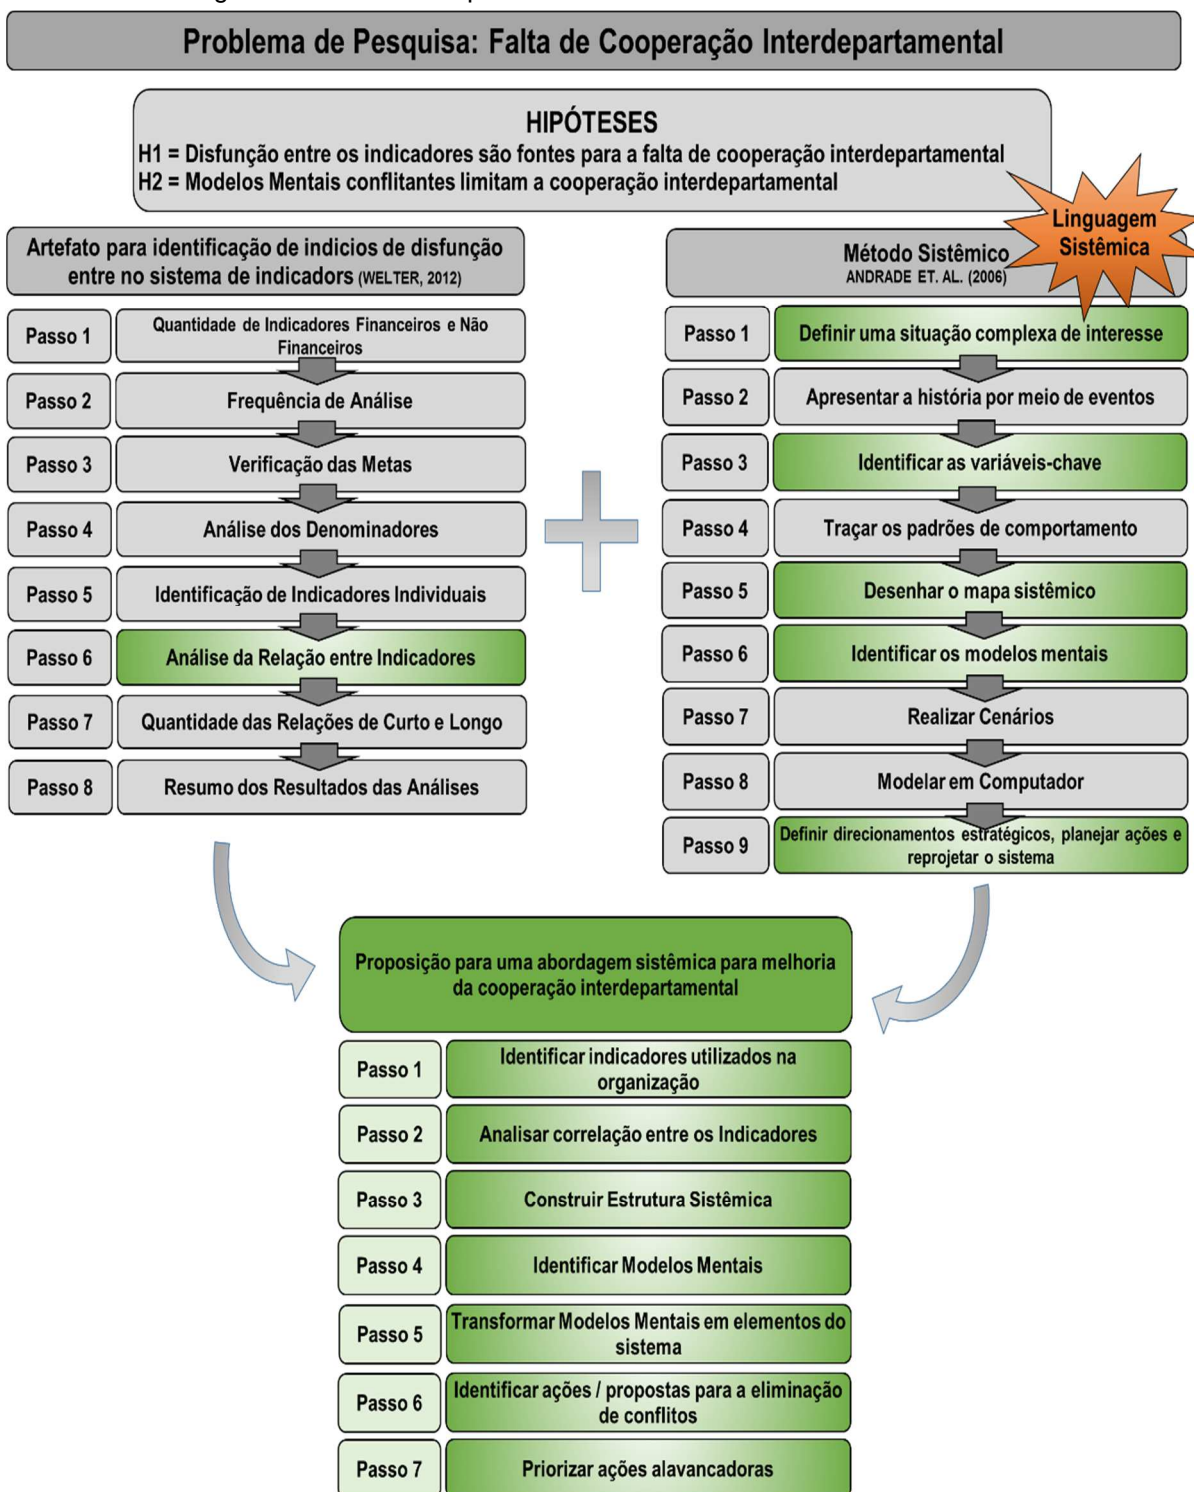 Problema de Pesquisa: Falta de Cooperação Interdepartamental
HIPÓTESES
H1 = Disfunção entre os indicadores são fontes para a falta de cooperação interdepartamental
H2 = Modelos Mentais conflitantes limitam a cooperação interdepartamental
Linguagem
Sistêmica
Artefato para identificação de indicios de disfunção
entre no sistema de indicadors (WELTER, 2012)
Passo 1
Quantidade de Indicadores Financeiros e Não
Financeiros
Passo 2
Frequência de Análise
Passo 3
Verificação das Metas
Passo 4
Análise dos Denominadores
Passo 5
Identificação de Indicadores Individuais
Passo 6
Análise da Relação entre Indicadores
Passo 7
Quantidade das Relações de Curto e Longo
Passo 8
Resumo dos Resultados das Análises
Método Sistêmico
ANDRADE ET. AL. (2006)
Passo 1
Definir uma situação complexa de interesse
Passo 2
Apresentar a história por meio de eventos
Passo 3
Identificar as variáveis-chave
Passo 4
Traçar os padrões de comportamento
Passo 5
Desenhar o mapa sistêmico
Passo 6
Identificar os modelos mentais
Passo 7
Realizar Cenários
Passo 8
Modelar em Computador
Passo 9
Definir direcionamentos estratégicos, planejar ações e
reprojetar o sistema
Proposição para uma abordagem sistêmica para melhoria
da cooperação interdepartamental
Passo 1
Identificar indicadores utilizados na
organização
Passo 2
Analisar correlação entre os Indicadores
Passo 3
Construir Estrutura Sistêmica
Passo 4
Identificar Modelos Mentais
Passo 5
Transformar Modelos Mentais em elementos do
sistema
Passo 6
Identificar ações / propostas para a eliminação
de conflitos
Passo 7
Priorizar ações alavancadoras